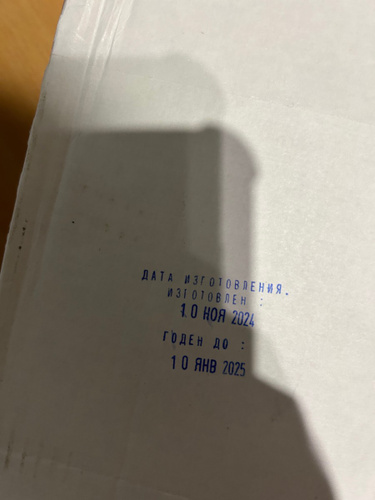 ДАТА ИЗГОТОВЛЕНИЯ.
ИЗГОТОВЛЕН :
10 НОЯ 2024
ГОДЕН ДО :
10 ЯНВ 2025